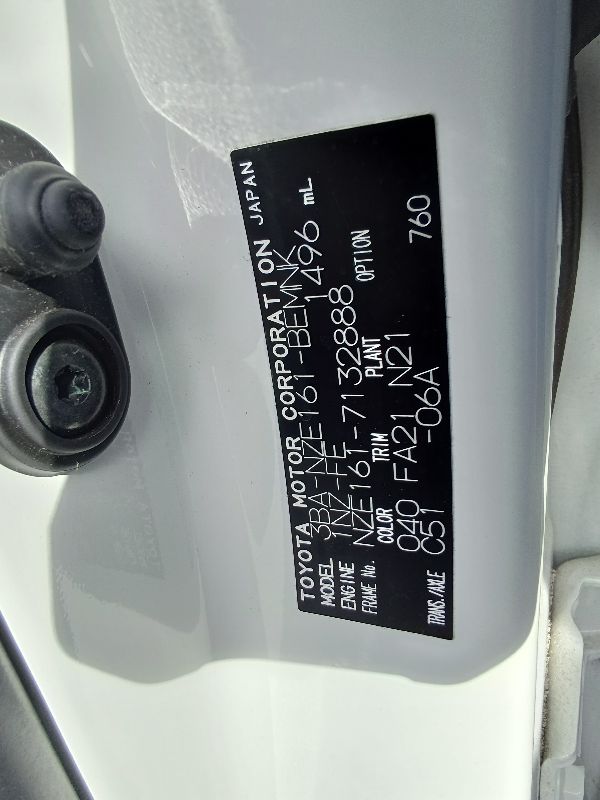 TOYOTA MOTOR CORPORATION JAPAN
MODEL 3BA-NZE161-BEMNK
ENGINE 1NZ-FE 1496 mL
FRAME No. NZE161-7132888
COLOR TRIM PLANT OPTION
040 FA21 N21
TRANS./AXLE C51 -06A 760